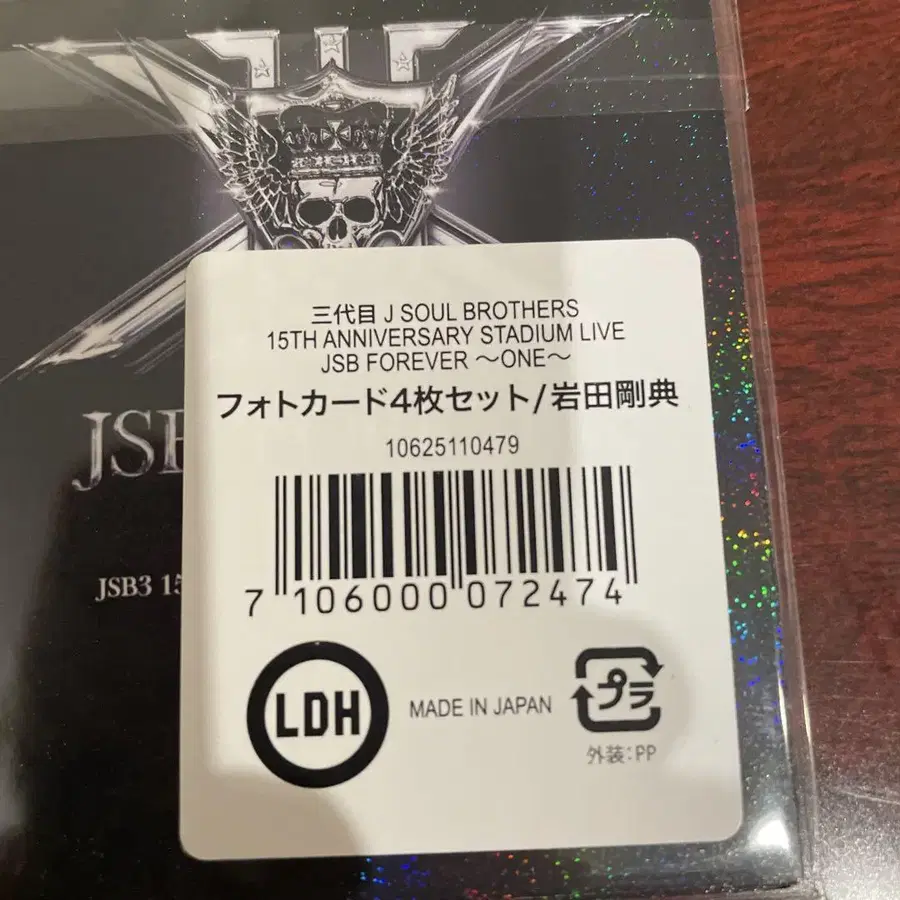 三代目 J SOUL BROTHERS
15TH ANNIVERSARY STADIUM LIVE
JSB FOREVER ～ONE～
フォトカード4枚セット/岩田剛典
10625110479
7 106000 072474
LDH
MADE IN JAPAN
プラ
外装:PP
JSB3